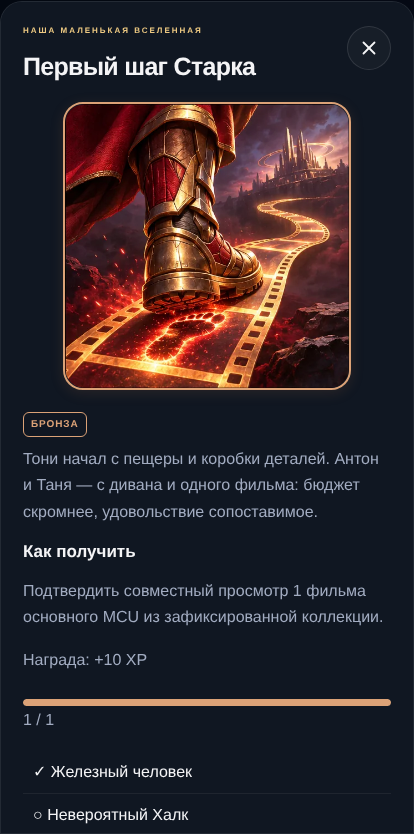 НАША МАЛЕНЬКАЯ ВСЕЛЕННАЯ
Первый шаг Старка
БРОНЗА
Тони начал с пещеры и коробки деталей. Антон
и Таня — с дивана и одного фильма: бюджет
скромнее, удовольствие сопоставимое.
Как получить
Подтвердить совместный просмотр 1 фильма
основного MCU из зафиксированной коллекции.
Награда: +10 XP
1 / 1
✓ Железный человек
○ Невероятный Халк